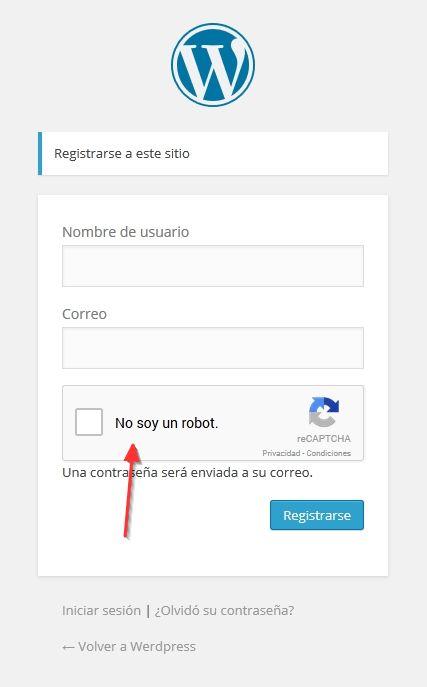 Registrarse a este sitio
Nombre de usuario
Correo
No soy un robot.
reCAPTCHA
Privacidad - Condiciones
Una contraseña será enviada a su correo.
Registrarse
Iniciar sesión | ¿Olvidó su contraseña?
← Volver a Werdpress